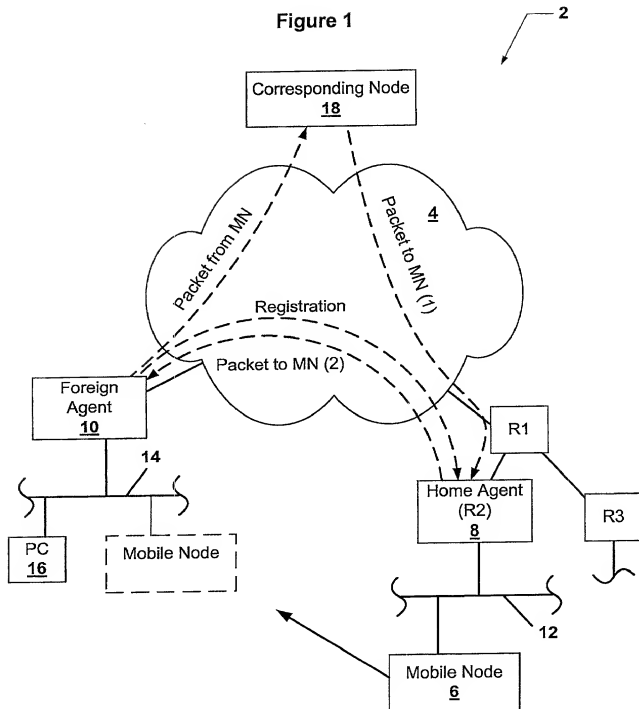 Figure 1
2
Corresponding Node
18
4
Packet from MN
Packet to MN (1)
Registration
Packet to MN (2)
Foreign
Agent
10
R1
14
Home Agent
(R2)
8
R3
PC
16
Mobile Node
12
Mobile Node
6